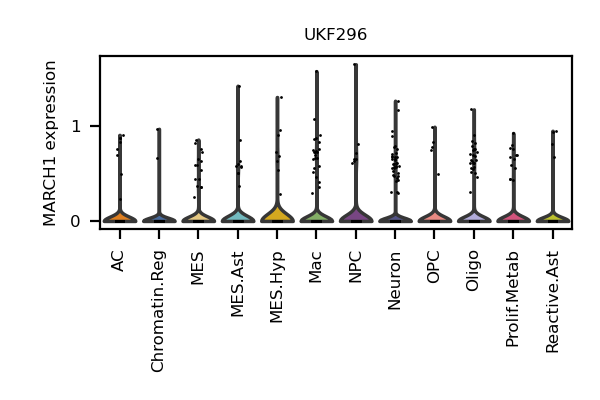 UKF296
MARCH1 expression
1
0
AC
Chromatin.Reg
MES
MES.Ast
MES.Hyp
Mac
NPC
Neuron
OPC
Oligo
Prolif.Metab
Reactive.Ast